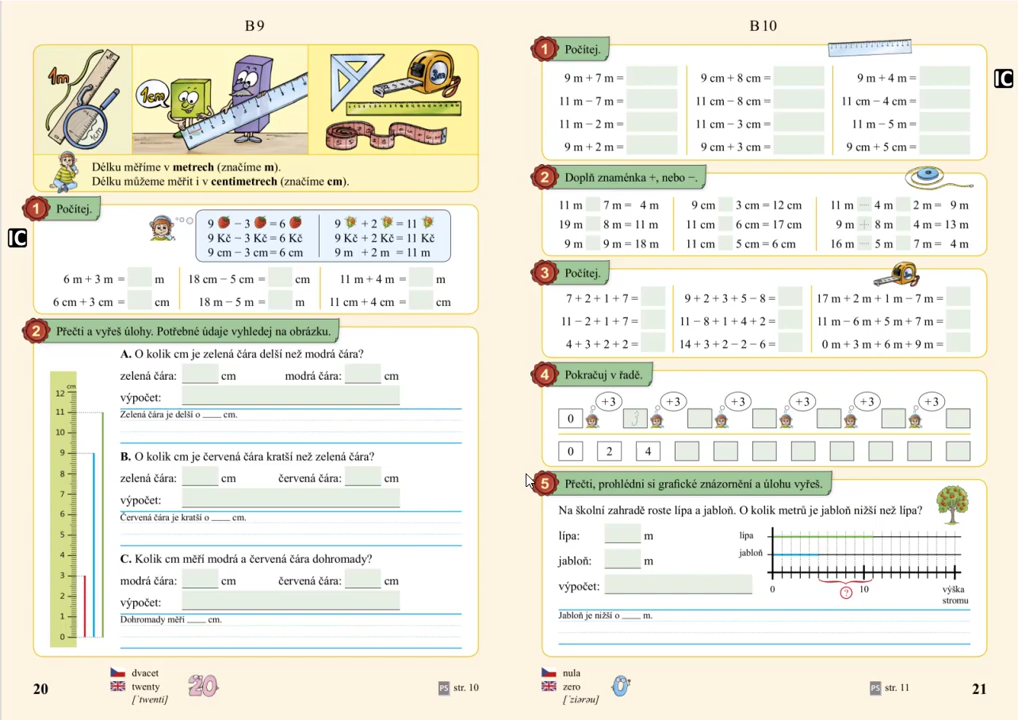 B 9
1m
1cm
1cm
3m
Délku měříme v metrech (značíme m).
Délku můžeme měřit i v centimetrech (značíme cm).
1 Počítej.
9 − 3 = 6
9 Kč − 3 Kč = 6 Kč
9 cm − 3 cm = 6 cm
9 + 2 = 11
9 Kč + 2 Kč = 11 Kč
9 m + 2 m = 11 m
IC
6 m + 3 m = m
18 cm − 5 cm = cm
11 m + 4 m = m
6 cm + 3 cm = cm
18 m − 5 m = m
11 cm + 4 cm = cm
2 Přečti a vyřeš úlohy. Potřebné údaje vyhledej na obrázku.
cm
12
11
10
9
8
7
6
5
4
3
2
1
0
A. O kolik cm je zelená čára delší než modrá čára?
zelená čára: cm modrá čára: cm
výpočet:
Zelená čára je delší o ____ cm.
B. O kolik cm je červená čára kratší než zelená čára?
zelená čára: cm červená čára: cm
výpočet:
Červená čára je kratší o ____ cm.
C. Kolik cm měří modrá a červená čára dohromady?
modrá čára: cm červená čára: cm
výpočet:
Dohromady měří ____ cm.
20
dvacet
twenty
[ˈtwenti]
20
PS str. 10
B 10
1 Počítej.
IC
9 m + 7 m =
9 cm + 8 cm =
9 m + 4 m =
11 m − 7 m =
11 cm − 8 cm =
11 cm − 4 cm =
11 m − 2 m =
11 cm − 3 cm =
11 m − 5 m =
9 m + 2 m =
9 cm + 3 cm =
9 cm + 5 cm =
2 Doplň znaménka +, nebo −.
11 m 7 m = 4 m
9 cm 3 cm = 12 cm
11 m − 4 m 2 m = 9 m
19 m 8 m = 11 m
11 cm 6 cm = 17 cm
9 m + 8 m 4 m = 13 m
9 m 9 m = 18 m
11 cm 5 cm = 6 cm
16 m − 5 m 7 m = 4 m
3 Počítej.
7 + 2 + 1 + 7 =
9 + 2 + 3 + 5 − 8 =
17 m + 2 m + 1 m − 7 m =
11 − 2 + 1 + 7 =
11 − 8 + 1 + 4 + 2 =
11 m − 6 m + 5 m + 7 m =
4 + 3 + 2 + 2 =
14 + 3 + 2 − 2 − 6 =
0 m + 3 m + 6 m + 9 m =
4 Pokračuj v řadě.
+3 +3 +3 +3 +3 +3
0 3
0 2 4
5 Přečti, prohlédni si grafické znázornění a úlohu vyřeš.
Na školní zahradě roste lípa a jabloň. O kolik metrů je jabloň nižší než lípa?
lípa: m
jabloň: m
výpočet:
lípa
jabloň
0 10
?
výška
stromu
Jabloň je nižší o ____ m.
nula
zero
[ˈziərəu]
0
PS str. 11
21